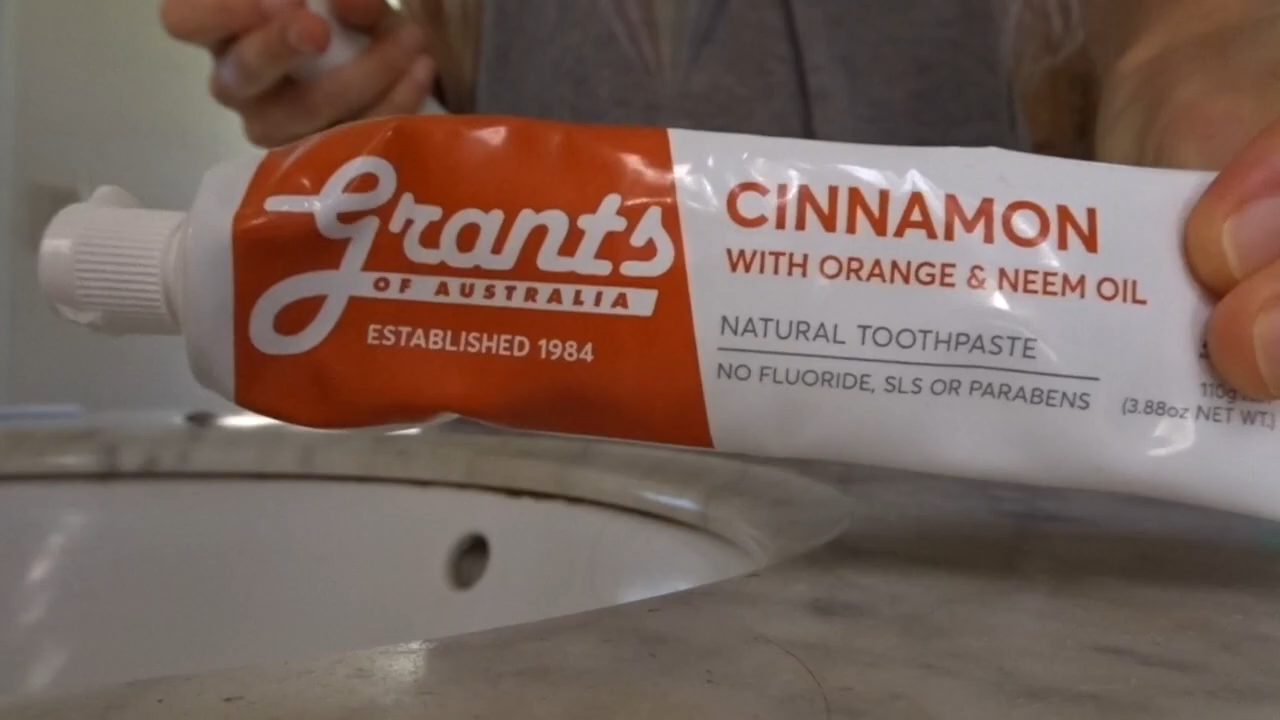 grants
OF AUSTRALIA
ESTABLISHED 1984
CINNAMON
WITH ORANGE & NEEM OIL
NATURAL TOOTHPASTE
NO FLUORIDE, SLS OR PARABENS
110g
(3.88oz NET WT.)